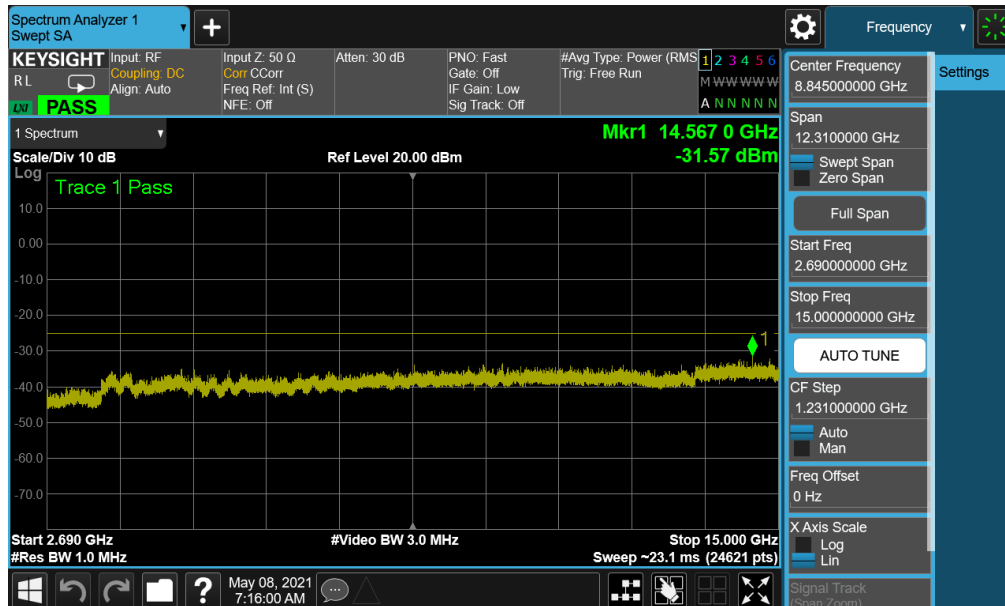 Spectrum Analyzer 1
Swept SA
+
Frequency
KEYSIGHT
R L
LXI PASS
Input: RF
Coupling: DC
Align: Auto
Input Z: 50 Ω
Corr CCorr
Freq Ref: Int (S)
NFE: Off
Atten: 30 dB
PNO: Fast
Gate: Off
IF Gain: Low
Sig Track: Off
#Avg Type: Power (RMS
Trig: Free Run
1 2 3 4 5 6
M W W W W W
A N N N N N
1 Spectrum
Mkr1 14.567 0 GHz
Scale/Div 10 dB
Ref Level 20.00 dBm
-31.57 dBm
Log
Trace 1 Pass
10.0
0.00
-10.0
-20.0
-30.0
-40.0
-50.0
-60.0
-70.0
1
Start 2.690 GHz
#Video BW 3.0 MHz
Stop 15.000 GHz
#Res BW 1.0 MHz
Sweep ~23.1 ms (24621 pts)
?
May 08, 2021
7:16:00 AM
Center Frequency
8.845000000 GHz
Span
12.3100000 GHz
Swept Span
Zero Span
Full Span
Start Freq
2.690000000 GHz
Stop Freq
15.000000000 GHz
AUTO TUNE
CF Step
1.231000000 GHz
Auto
Man
Freq Offset
0 Hz
X Axis Scale
Log
Lin
Signal Track
(Span Zoom)
Settings